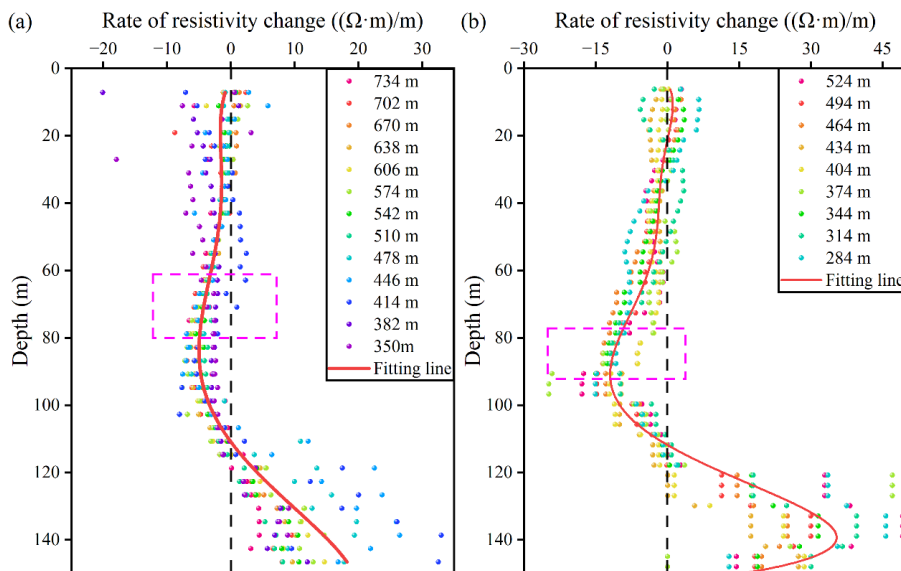 (a)
Rate of resistivity change ((Ω·m)/m)
−20
0
20
Depth (m)
0
20
40
60
80
100
120
140
734 m
702 m
670 m
638 m
606 m
574 m
542 m
510 m
478 m
446 m
414 m
382 m
350m
Fitting line
(b)
Rate of resistivity change ((Ω·m)/m)
−30
−15
0
15
30
45
Depth (m)
0
20
40
60
80
100
120
140
524 m
494 m
464 m
434 m
404 m
374 m
344 m
314 m
284 m
Fitting line